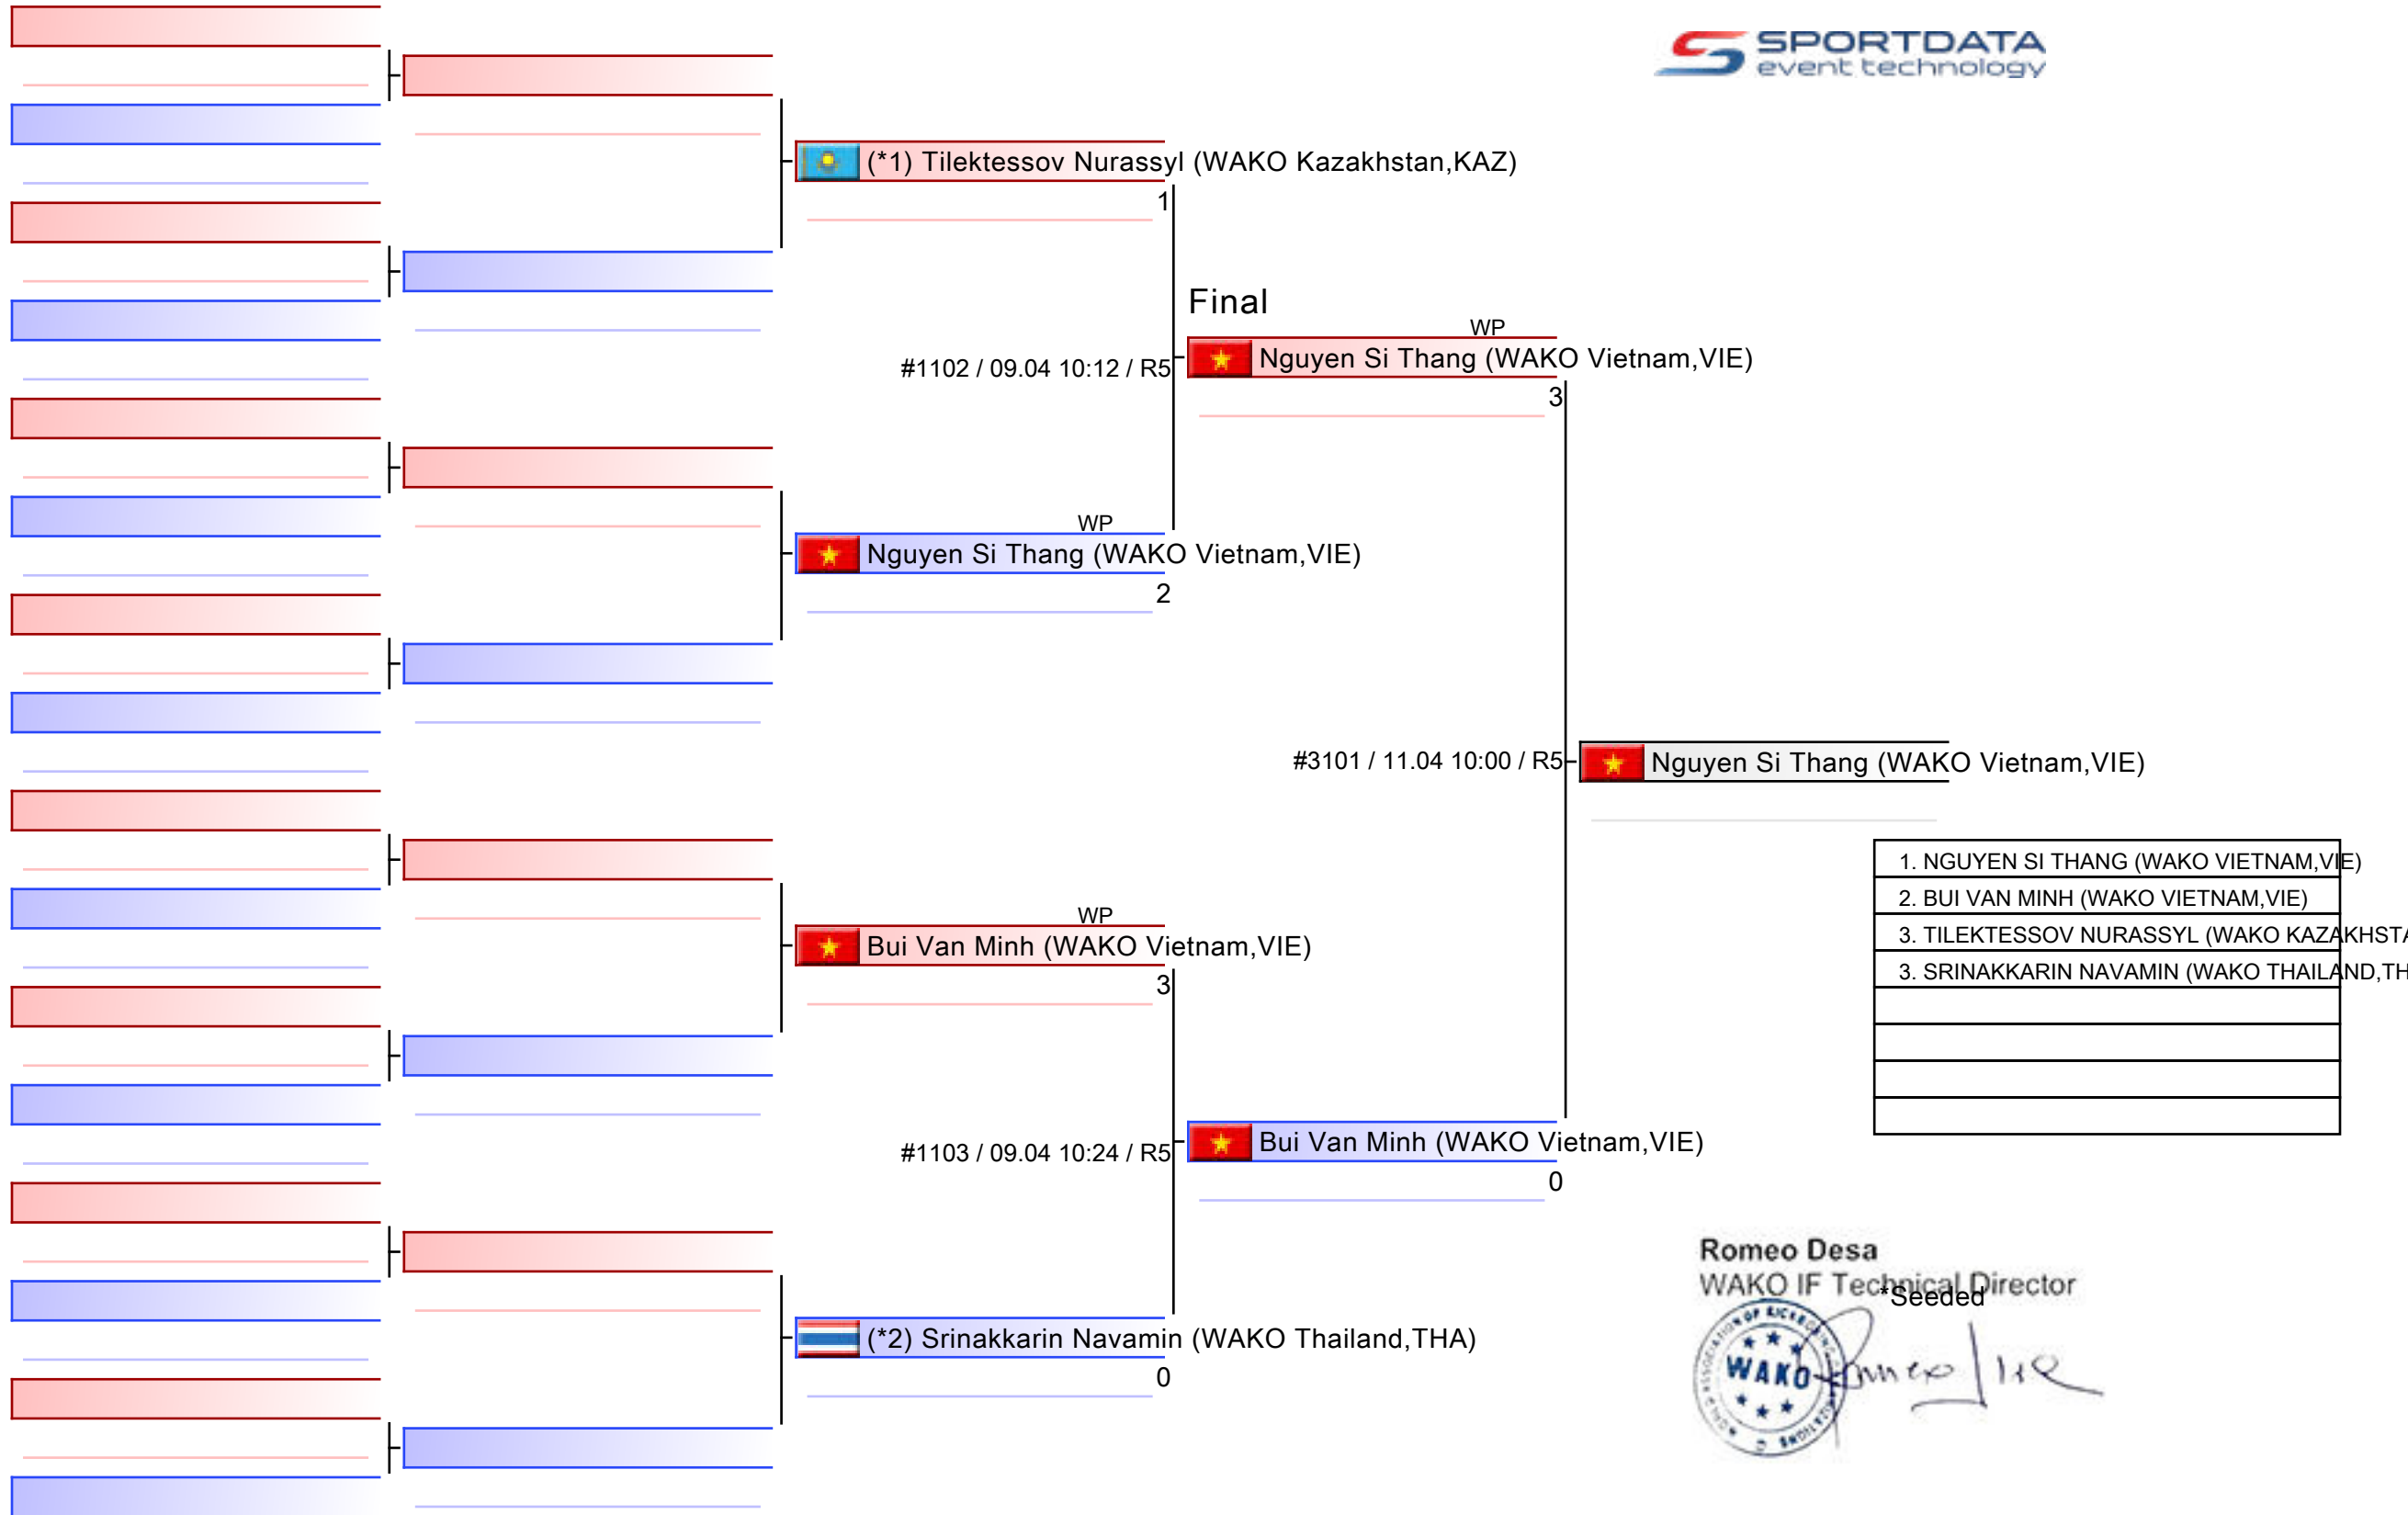 SPORTDATA
event technology
(*1) Tilektessov Nurassyl (WAKO Kazakhstan,KAZ)
1
Final
WP
#1102 / 09.04 10:12 / R5
Nguyen Si Thang (WAKO Vietnam,VIE)
3
WP
Nguyen Si Thang (WAKO Vietnam,VIE)
2
#3101 / 11.04 10:00 / R5
Nguyen Si Thang (WAKO Vietnam,VIE)
1. NGUYEN SI THANG (WAKO VIETNAM,VIE)
2. BUI VAN MINH (WAKO VIETNAM,VIE)
3. TILEKTESSOV NURASSYL (WAKO KAZAKHSTA
3. SRINAKKARIN NAVAMIN (WAKO THAILAND,TH
WP
Bui Van Minh (WAKO Vietnam,VIE)
3
#1103 / 09.04 10:24 / R5
Bui Van Minh (WAKO Vietnam,VIE)
0
(*2) Srinakkarin Navamin (WAKO Thailand,THA)
0
Romeo Desa
WAKO IF Technical Director
*Seeded
WAKO